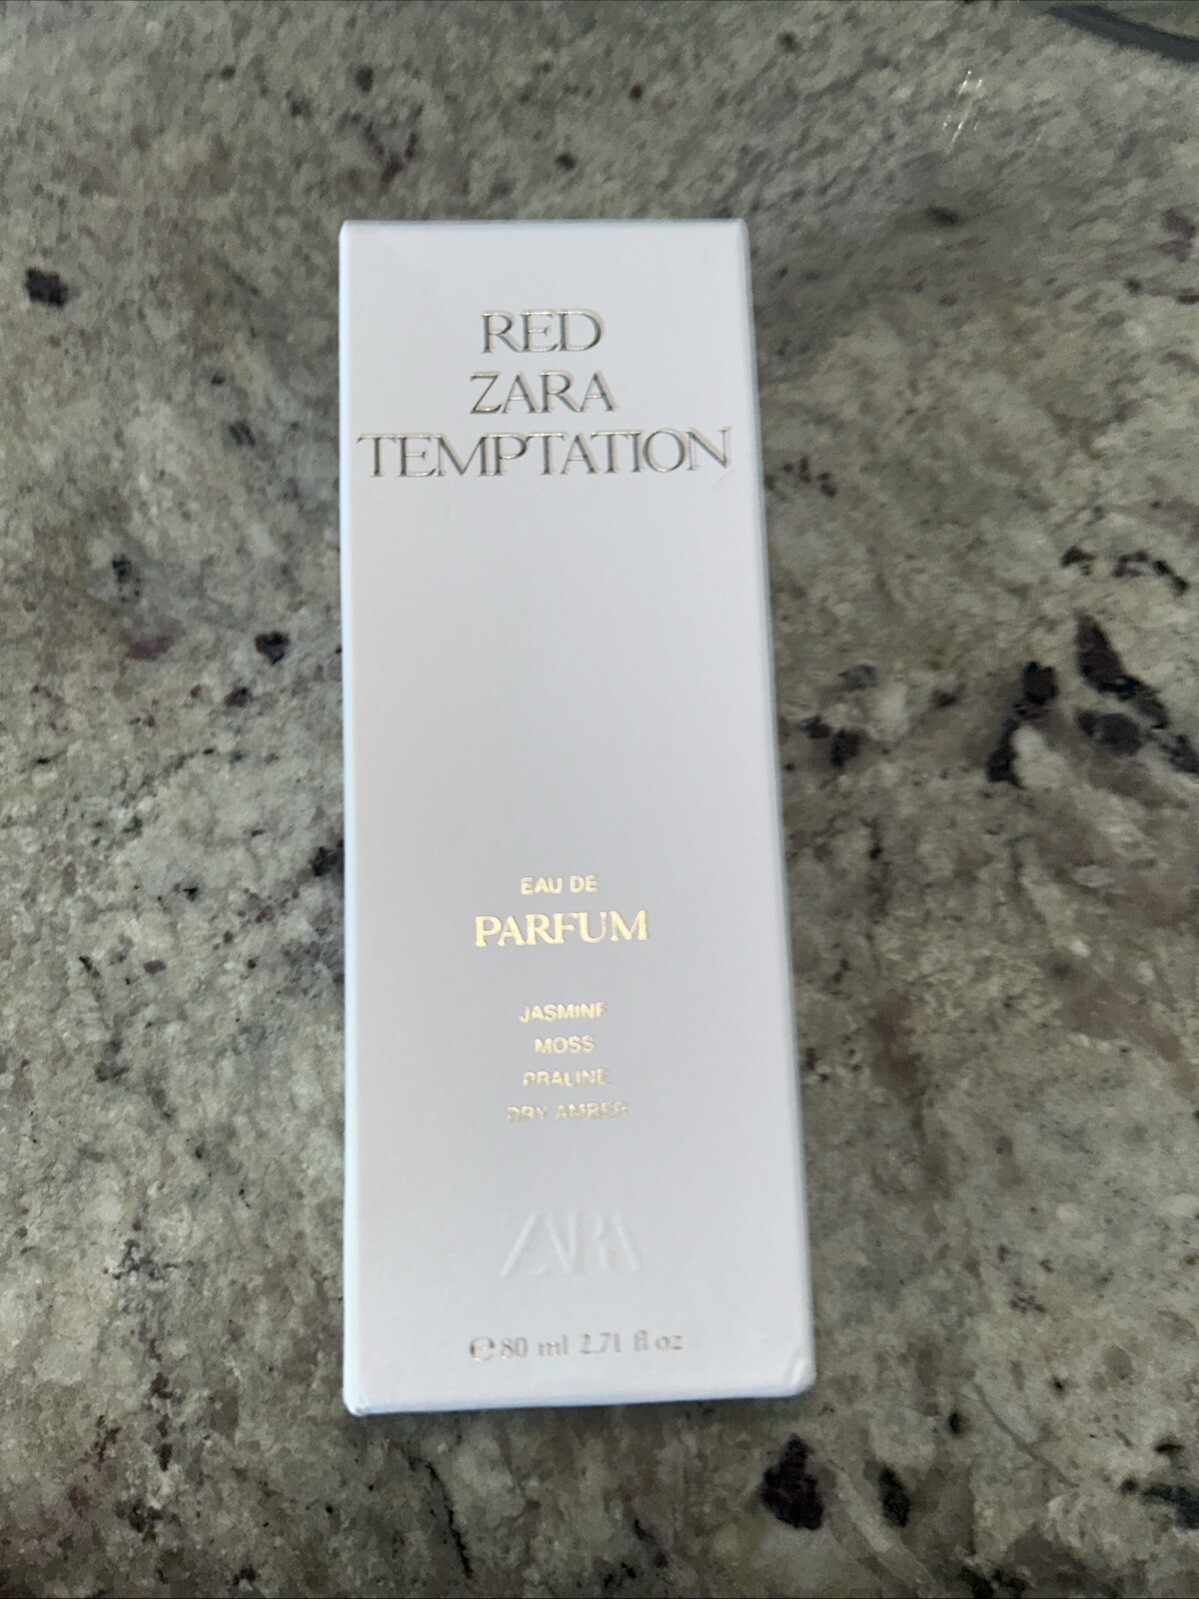 RED
ZARA
TEMPTATION
EAU DE
PARFUM
JASMINE
MOSS
PRALINE
DRY AMBER
ZARA
℮ 80 ml 2.71 fl oz